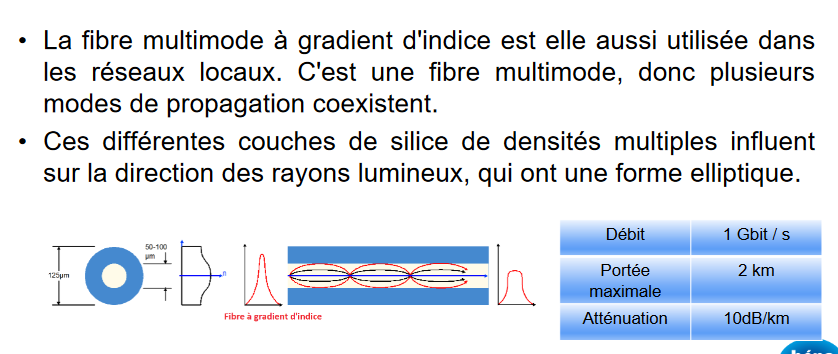 • La fibre multimode à gradient d'indice est elle aussi utilisée dans
les réseaux locaux. C'est une fibre multimode, donc plusieurs
modes de propagation coexistent.
• Ces différentes couches de silice de densités multiples influent
sur la direction des rayons lumineux, qui ont une forme elliptique.
125µm
50-100
µm
n
Fibre à gradient d'indice
Débit 1 Gbit / s
Portée
maximale 2 km
Atténuation 10dB/km